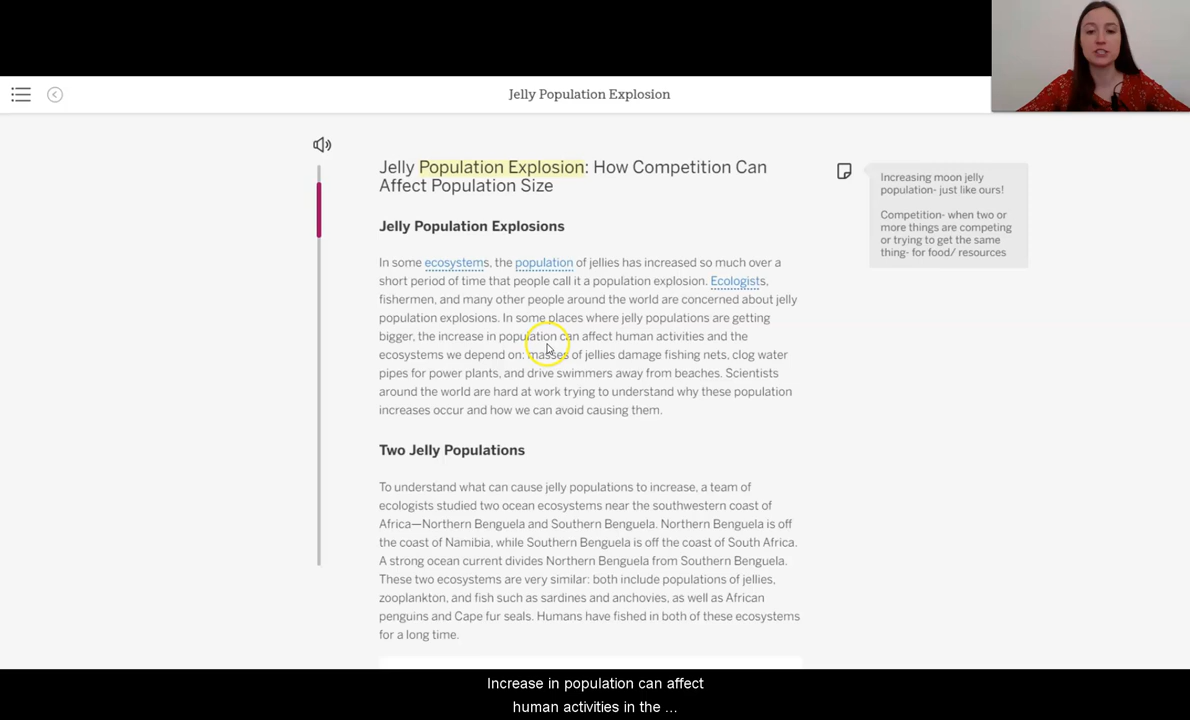 Jelly Population Explosion
Jelly Population Explosion: How Competition Can
Affect Population Size
Increasing moon jelly
population- just like ours!
Competition- when two or
more things are competing
or trying to get the same
thing- for food/ resources
Jelly Population Explosions
In some ecosystems, the population of jellies has increased so much over a
short period of time that people call it a population explosion. Ecologists,
fishermen, and many other people around the world are concerned about jelly
population explosions. In some places where jelly populations are getting
bigger, the increase in population can affect human activities and the
ecosystems we depend on: masses of jellies damage fishing nets, clog water
pipes for power plants, and drive swimmers away from beaches. Scientists
around the world are hard at work trying to understand why these population
increases occur and how we can avoid causing them.
Two Jelly Populations
To understand what can cause jelly populations to increase, a team of
ecologists studied two ocean ecosystems near the southwestern coast of
Africa—Northern Benguela and Southern Benguela. Northern Benguela is off
the coast of Namibia, while Southern Benguela is off the coast of South Africa.
A strong ocean current divides Northern Benguela from Southern Benguela.
These two ecosystems are very similar: both include populations of jellies,
zooplankton, and fish such as sardines and anchovies, as well as African
penguins and Cape fur seals. Humans have fished in both of these ecosystems
for a long time.
Increase in population can affect
human activities in the ...